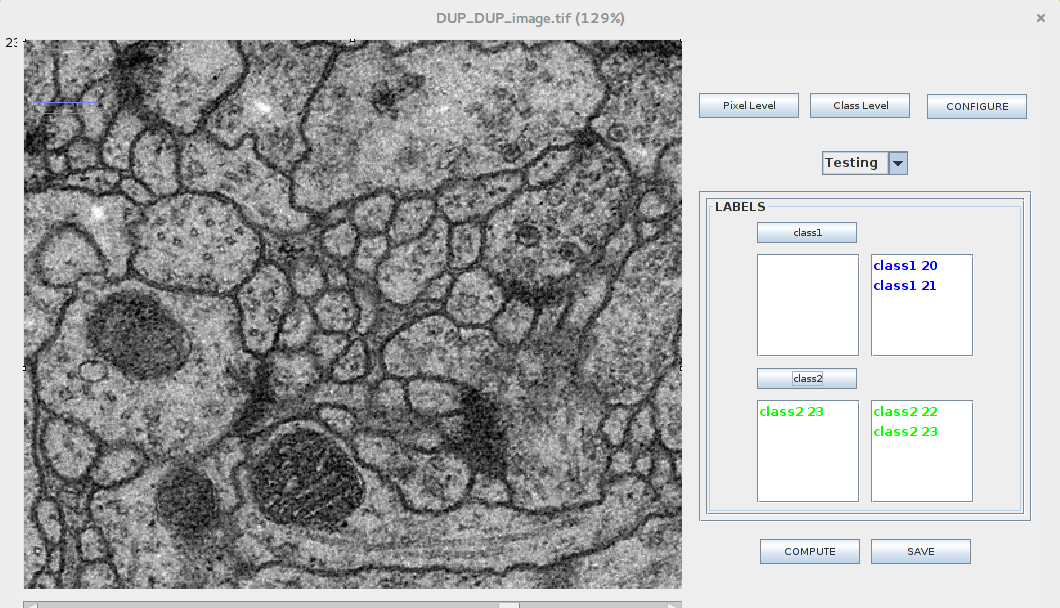 DUP_DUP_image.tif (129%)
×
23
Pixel Level
Class Level
CONFIGURE
Testing
LABELS
class1
class1 20
class1 21
class2
class2 23
class2 22
class2 23
COMPUTE
SAVE